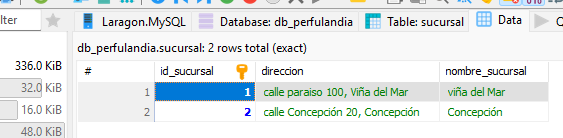 lter
Laragon.MySQL
Database: db_perfulandia
Table: sucursal
Data
db_perfulandia.sucursal: 2 rows total (exact)
# id_sucursal direccion nombre_sucursal
336.0 KiB
1 1 calle paraiso 100, Viña del Mar viña del Mar
32.0 KiB
2 2 calle Concepción 20, Concepción Concepción
16.0 KiB
48.0 KiB